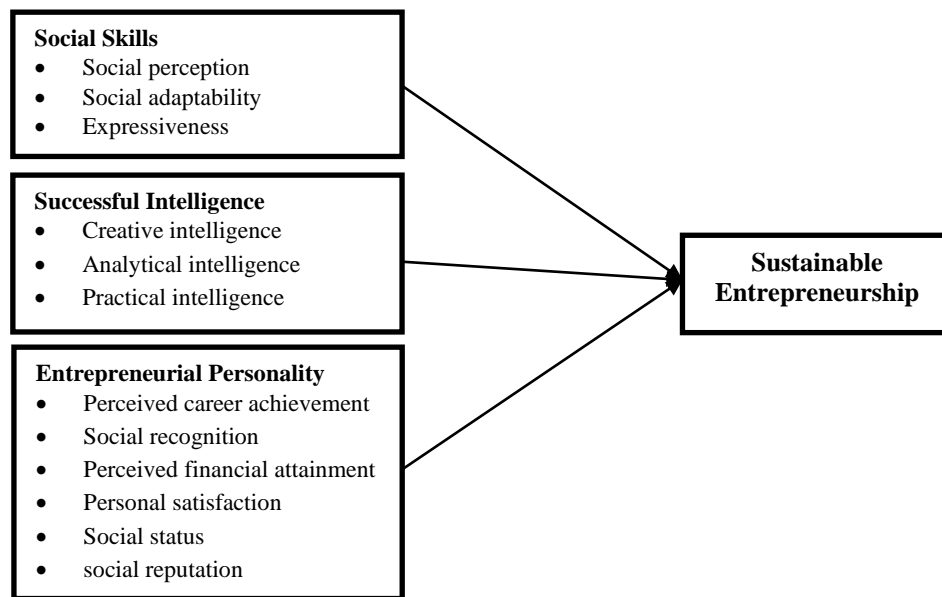 Social Skills
• Social perception
• Social adaptability
• Expressiveness
Successful Intelligence
• Creative intelligence
• Analytical intelligence
• Practical intelligence
Entrepreneurial Personality
• Perceived career achievement
• Social recognition
• Perceived financial attainment
• Personal satisfaction
• Social status
• social reputation
Sustainable
Entrepreneurship